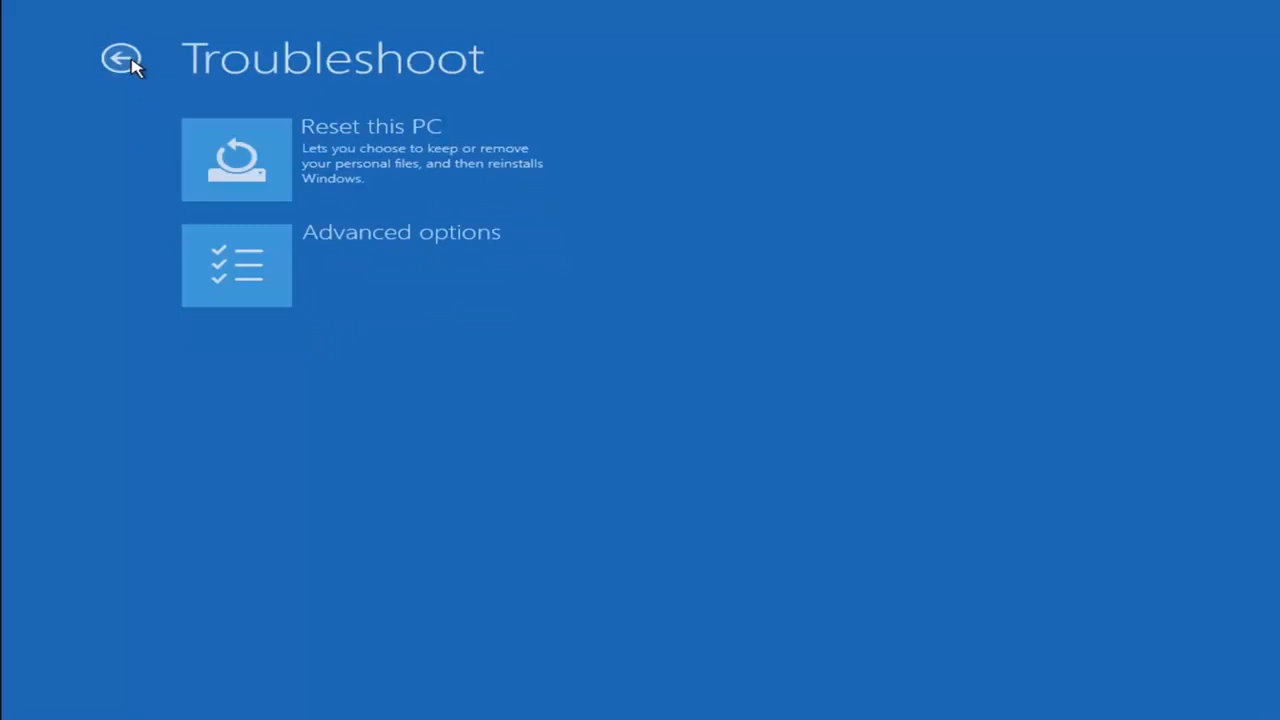 Troubleshoot
Reset this PC
Lets you choose to keep or remove
your personal files, and then reinstalls
Windows.
Advanced options